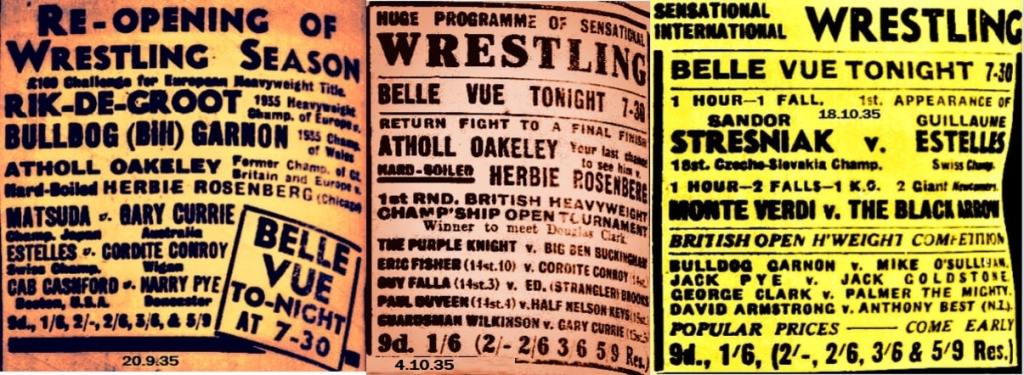 RE-OPENING OF
WRESTLING SEASON
£100 Challenge for European Heavyweight Title.
RIK-DE-GROOT 1935 Heavyweight Champ. of Europe v.
BULLDOG (Bill) GARNON 1935 Champ. of Wales
ATHOLL OAKELEY Former Champ. of Gt. Britain and Europe v.
Hard-Boiled HERBIE ROSENBERG (Chicago)
MATSUDA v. GARY CURRIE
Champ. Japan Australia
ESTELLES v. CORDITE CONROY
Swiss Champ. Wigan
CAB CASHFORD v. HARRY PYE
Boston, U.S.A. Doncaster
9d., 1/6, 2/-, 2/6, 3/6, & 5/9
BELLE
VUE
TO-NIGHT
AT 7-30
20.9.35
HUGE PROGRAMME OF SENSATIONAL
WRESTLING
BELLE VUE TONIGHT 7-30
RETURN FIGHT TO A FINAL FINISH
ATHOLL OAKELEY Your last chance to see him v.
HARD-BOILED HERBIE ROSENBERG
1st RND. BRITISH HEAVYWEIGHT
CHAMP'SHIP OPEN TOURNAMENT
Winner to meet Douglas Clark.
THE PURPLE KNIGHT v. BIG BEN BUCKINGHAM
ERIC FISHER (14st.10) v. CORDITE CONROY
GUY FALLA (14st.3) v. ED. (STRANGLER) BROOKS
PAUL DUVEEN (14st.4) v. HALF NELSON KEYS
GUARDSMAN WILKINSON v. GARY CURRIE
9d. 1/6 (2/- 2/6 3/6 5/9 Res.)
4.10.35
SENSATIONAL
INTERNATIONAL WRESTLING
BELLE VUE TONIGHT 7-30
1 HOUR—1 FALL. 1st. APPEARANCE OF
18.10.35
SANDOR GUILLAUME
STRESNIAK v. ESTELLES
18st. Czecho-Slovakia Champ. Swiss Champ.
1 HOUR—2 FALLS—1 K.O. 2 Giant Newcomers.
MONTE VERDI v. THE BLACK ARROW
BRITISH OPEN H'WEIGHT COMPETITION
BULLDOG GARNON v. MIKE O'SULLIVAN.
JACK PYE v. JACK GOLDSTONE
GEORGE CLARK v. PALMER THE MIGHTY.
DAVID ARMSTRONG v. ANTHONY BEST (N.Z.).
POPULAR PRICES —— COME EARLY
9d., 1/6, (2/-, 2/6, 3/6 & 5/9 Res.)